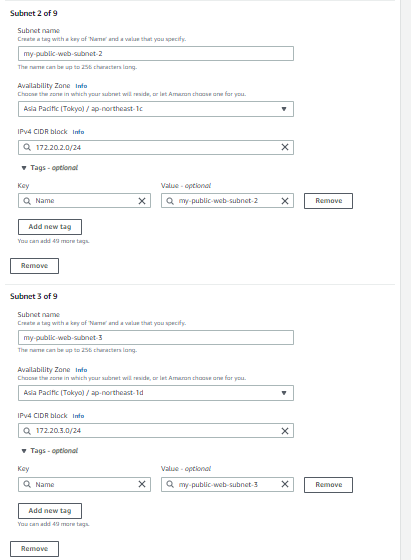 Subnet 2 of 9
Subnet name
Create a tag with a key of 'Name' and a value that you specify.
my-public-web-subnet-2
The name can be up to 256 characters long.
Availability Zone Info
Choose the zone in which your subnet will reside, or let Amazon choose one for you.
Asia Pacific (Tokyo) / ap-northeast-1c
IPv4 CIDR block Info
172.20.2.0/24
Tags - optional
Key Value - optional
Name my-public-web-subnet-2 Remove
Add new tag
You can add 49 more tags.
Remove
Subnet 3 of 9
Subnet name
Create a tag with a key of 'Name' and a value that you specify.
my-public-web-subnet-3
The name can be up to 256 characters long.
Availability Zone Info
Choose the zone in which your subnet will reside, or let Amazon choose one for you.
Asia Pacific (Tokyo) / ap-northeast-1d
IPv4 CIDR block Info
172.20.3.0/24
Tags - optional
Key Value - optional
Name my-public-web-subnet-3 Remove
Add new tag
You can add 49 more tags.
Remove